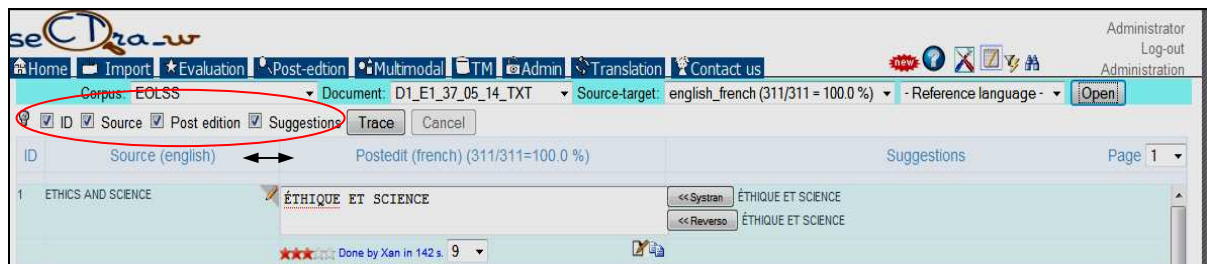 seCTra_w
Administrator
Log-out
Administration
Home Import Evaluation Post-edtion Multimodal TM Admin Translation Contact us new
Corpus: EOLSS Document: D1_E1_37_05_14_TXT Source-target: english_french (311/311 = 100.0 %) - Reference language - Open
ID Source Post edition Suggestions Trace Cancel
ID Source (english) Postedit (french) (311/311=100.0 %) Suggestions Page 1
1 ETHICS AND SCIENCE ÉTHIQUE ET SCIENCE << Systran ÉTHIQUE ET SCIENCE
<< Reverso ÉTHIQUE ET SCIENCE
Done by Xan in 142 s. 9